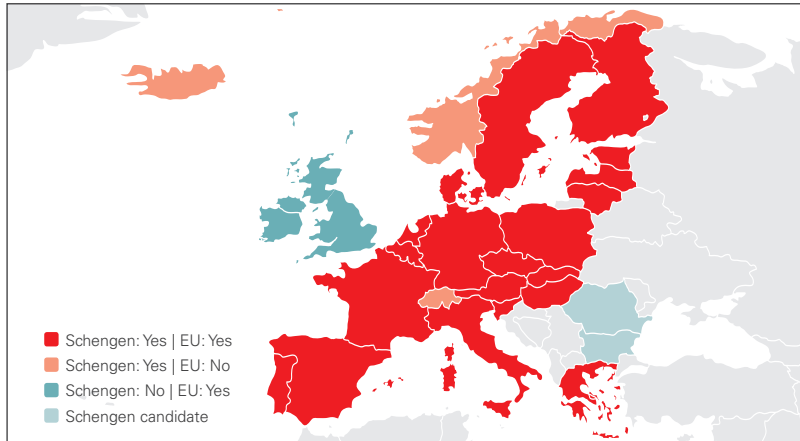 Schengen: Yes | EU: Yes
Schengen: Yes | EU: No
Schengen: No | EU: Yes
Schengen candidate